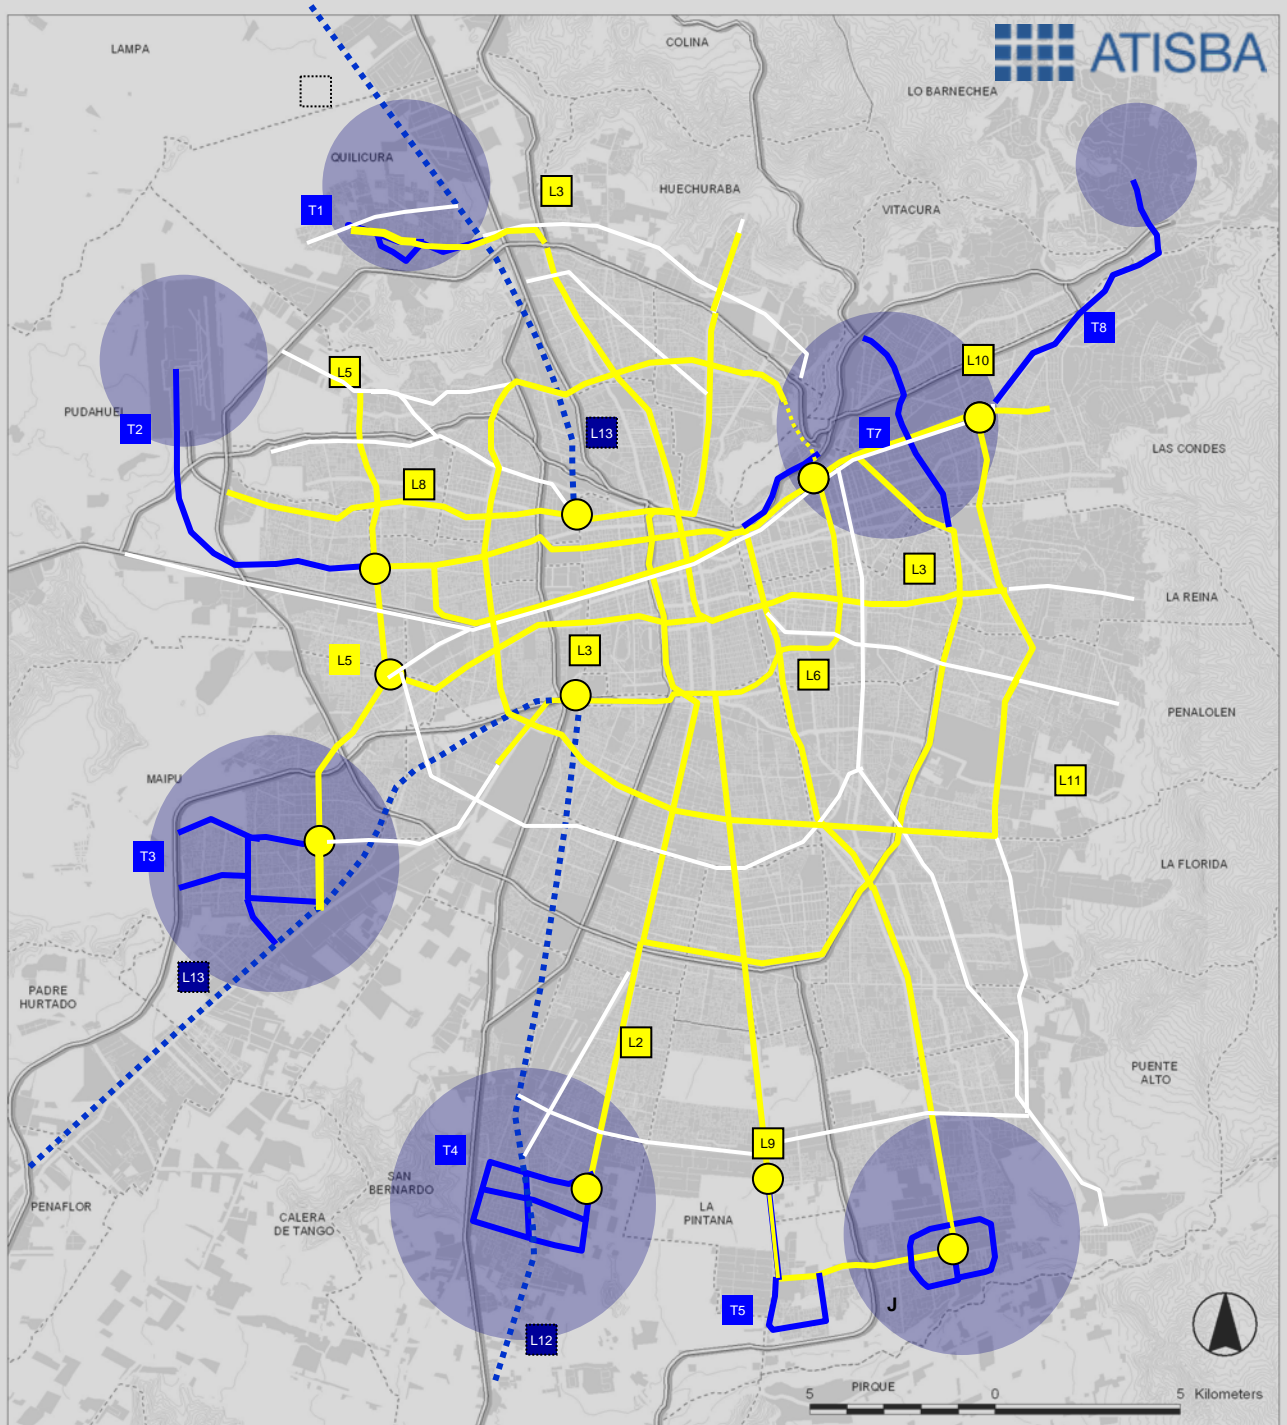 LAMPA
COLINA
ATISBA
LO BARNECHEA
QUILICURA
L3
HUECHURABA
T1
VITACURA
T8
L5
L10
PUDAHUEL
T2
L13
T7
LAS CONDES
L8
L3
LA REINA
L5
L3
L6
PENALOLEN
MAIPU
L11
T3
LA FLORIDA
L13
PADRE
HURTADO
L2
PUENTE
ALTO
T4
L9
SAN
BERNARDO
PENAFLOR
CALERA
DE TANGO
LA
PINTANA
T5
J
L12
PIRQUE
5 0 5 Kilometers